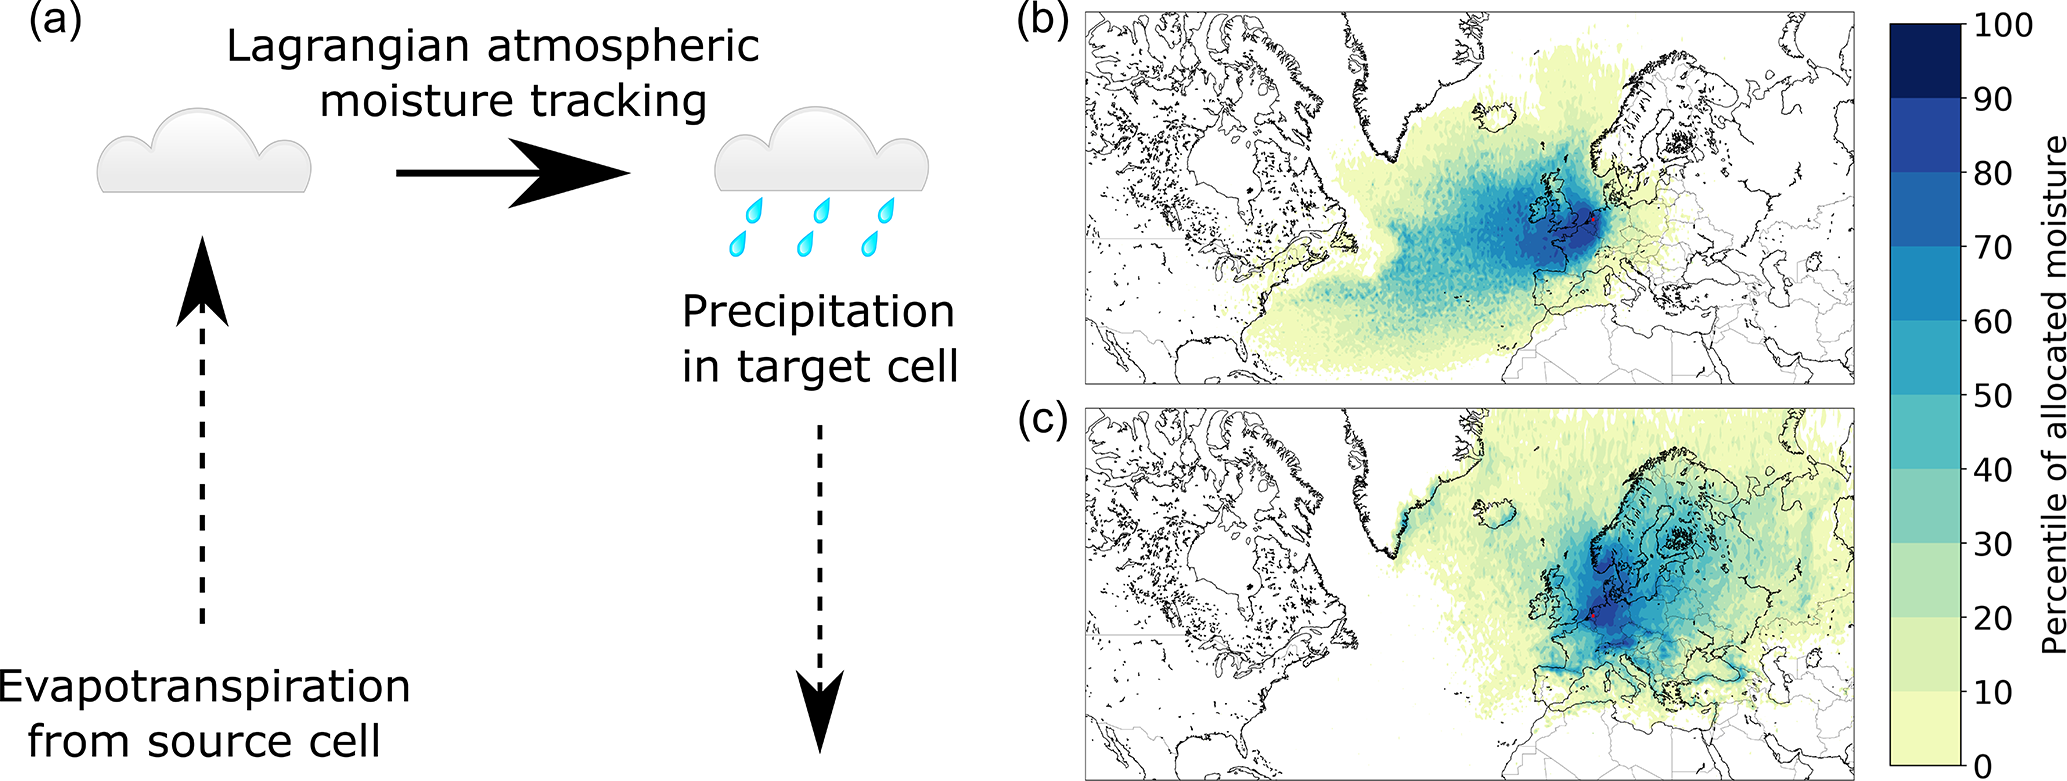 (a)
Lagrangian atmospheric
moisture tracking
Precipitation
in target cell
Evapotranspiration
from source cell
(b)
(c)
100
90
80
70
60
50
40
30
20
10
0
Percentile of allocated moisture